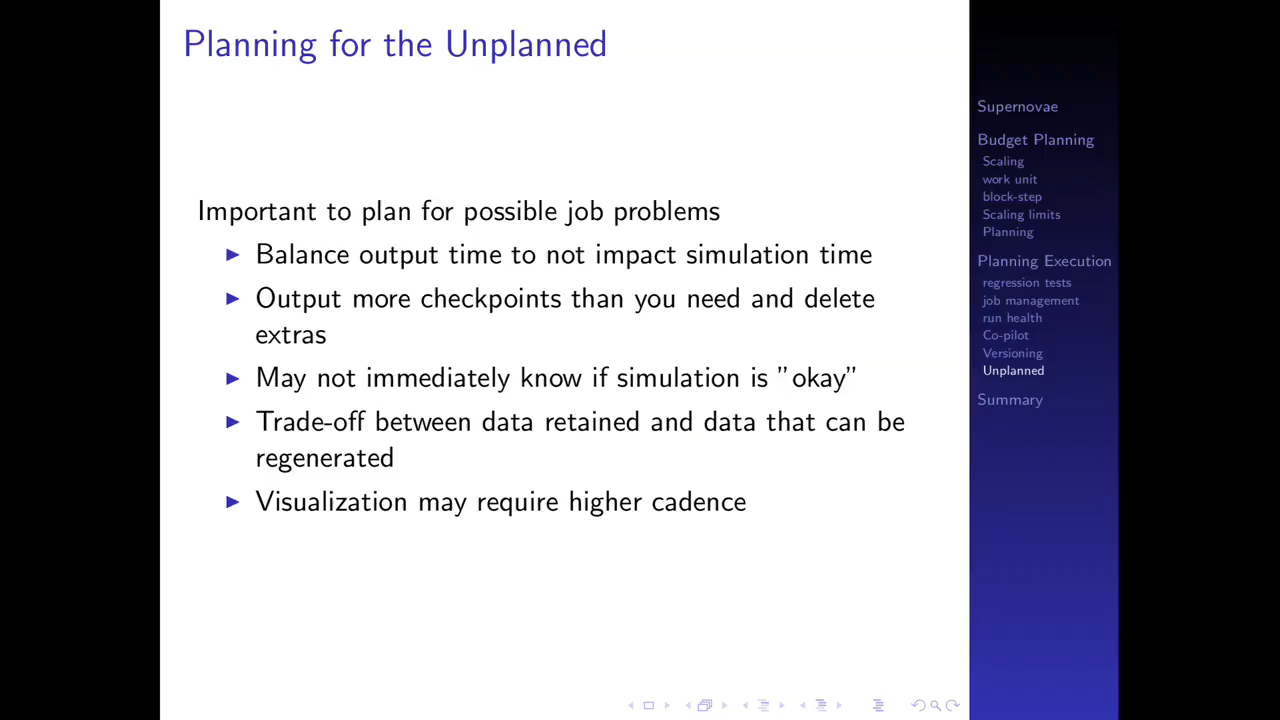 Planning for the Unplanned
Important to plan for possible job problems
Balance output time to not impact simulation time
Output more checkpoints than you need and delete
extras
May not immediately know if simulation is ”okay”
Trade-off between data retained and data that can be
regenerated
Visualization may require higher cadence
Supernovae
Budget Planning
Scaling
work unit
block-step
Scaling limits
Planning
Planning Execution
regression tests
job management
run health
Co-pilot
Versioning
Unplanned
Summary